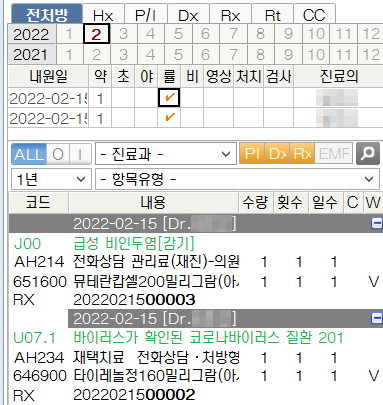 전처방 Hx P/I Dx Rx Rt CC
2022 1 2 3 4 5 6 7 8 9 10 11 12
2021 1 2 3 4 5 6 7 8 9 10 11 12
내원일 약 초 야 률 비 영상 처치 검사 진료의
2022-02-15 1
2022-02-15 1
ALL O I - 진료과 - PI Dx Rx EMF
1년 - 항목유형 -
코드 내용 수량 횟수 일수 C W
2022-02-15 [Dr. ]
J00 급성 비인두염[감기]
AH214 전화상담 관리료(재진)-의원 1 1 1
651600 뮤테란캅셀200밀리그람(아세 1 1 1 V
RX 2022021500003
2022-02-15 [Dr. ]
U07.1 바이러스가 확인된 코로나바이러스 질환 201
AH234 재택치료 전화상담·처방영 1 1 1
646900 타이레놀정160밀리그람(아세 1 1 1 V
RX 2022021500002